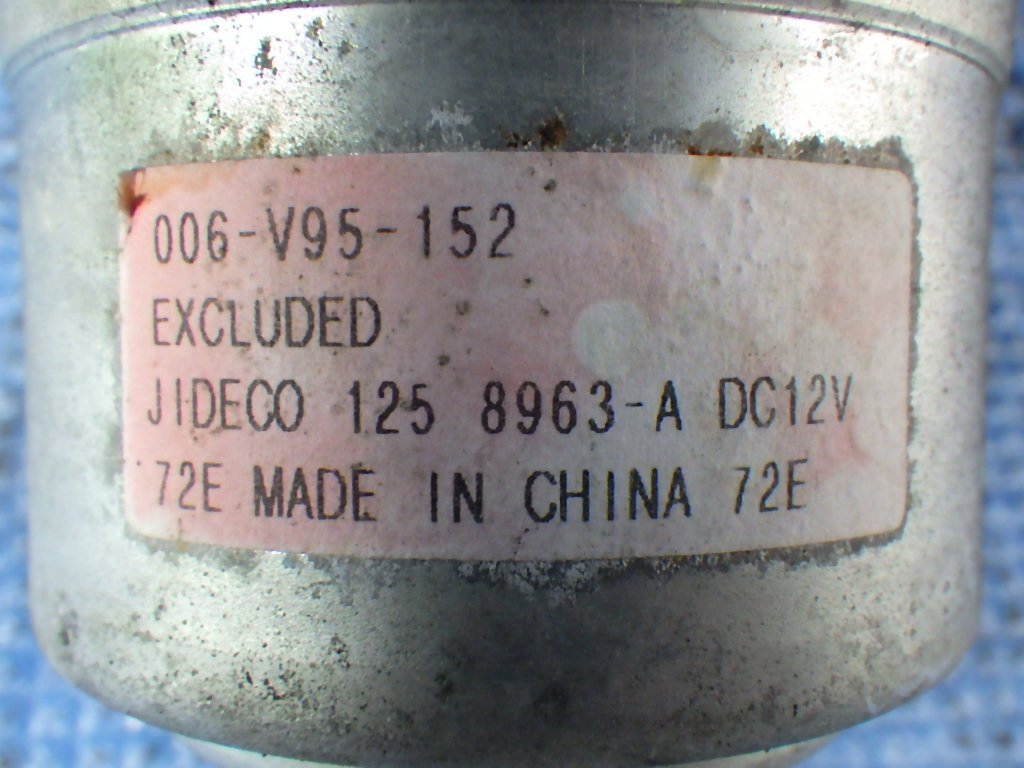 006-V95-152
EXCLUDED
JIDECO 125 8963-A DC12V
72E MADE IN CHINA 72E